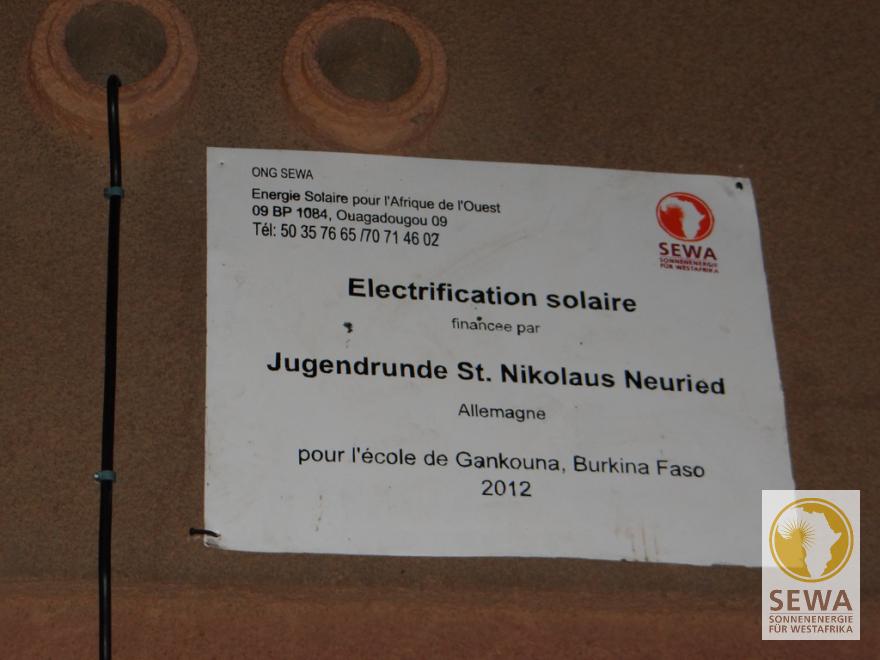 ONG SEWA
Energie Solaire pour l'Afrique de l'Ouest
09 BP 1084, Ouagadougou 09
Tél: 50 35 76 65 /70 71 46 02
SEWA
SONNENENERGIE
FÜR WESTAFRIKA
Electrification solaire
financee par
Jugendrunde St. Nikolaus Neuried
Allemagne
pour l'école de Gankouna, Burkina Faso
2012
SEWA
SONNENENERGIE
FÜR WESTAFRIKA